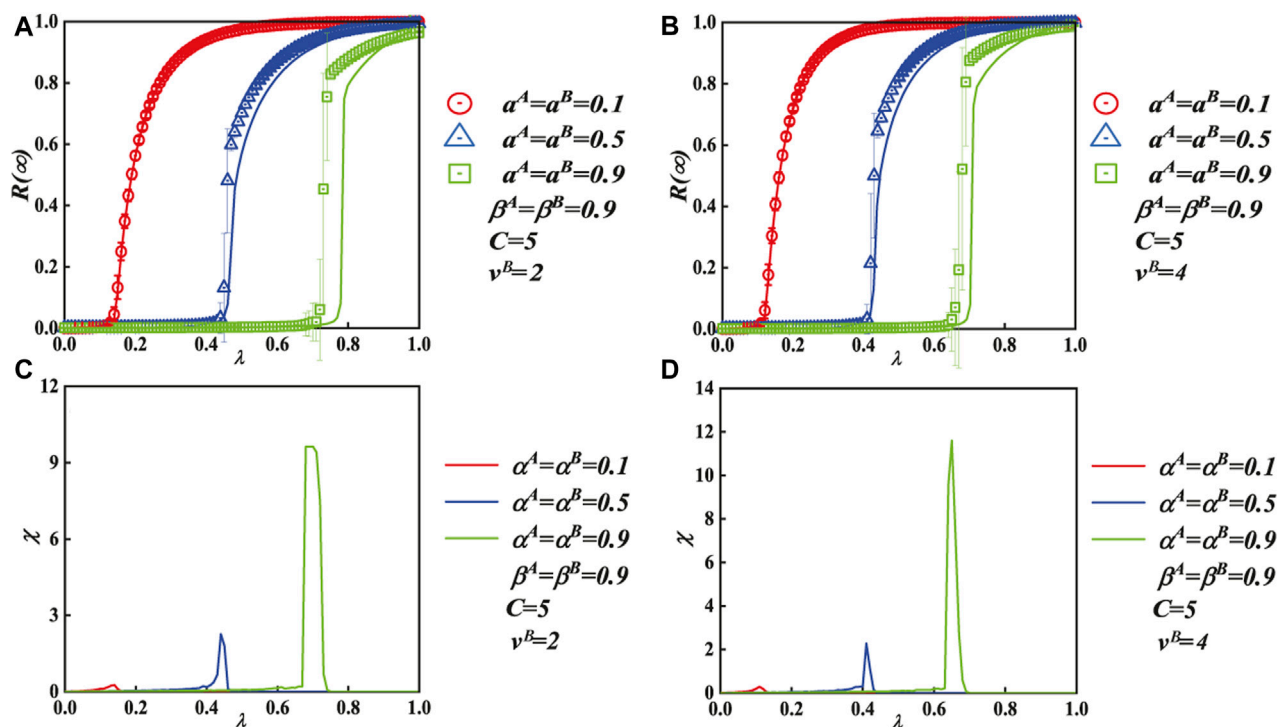 A
1.0
0.8
0.6
0.4
0.2
0.0
R(∞)
0.0 0.2 0.4 0.6 0.8 1.0
λ
a^A=a^B=0.1
a^A=a^B=0.5
a^A=a^B=0.9
β^A=β^B=0.9
C=5
v^B=2
B
1.0
0.8
0.6
0.4
0.2
0.0
R(∞)
0.0 0.2 0.4 0.6 0.8 1.0
λ
a^A=a^B=0.1
a^A=a^B=0.5
a^A=a^B=0.9
β^A=β^B=0.9
C=5
v^B=4
C
12
9
6
3
0
χ
0.0 0.2 0.4 0.6 0.8 1.0
λ
α^A=α^B=0.1
α^A=α^B=0.5
α^A=α^B=0.9
β^A=β^B=0.9
C=5
v^B=2
D
14
12
10
8
6
4
2
0
χ
0.0 0.2 0.4 0.6 0.8 1.0
λ
α^A=α^B=0.1
α^A=α^B=0.5
α^A=α^B=0.9
β^A=β^B=0.9
C=5
v^B=4